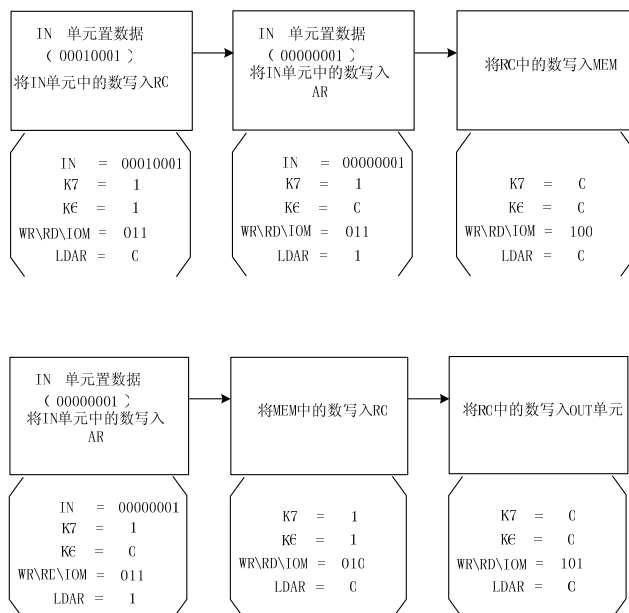 IN 单元置数据
( 00010001 )
将IN单元中的数写入R0
IN 单元置数据
( 00000001 )
将IN单元中的数写入
AR
将R0中的数写入MEM
IN = 00010001
K7 = 1
K6 = 1
WR\RD\IOM = 011
LDAR = 0
IN = 00000001
K7 = 1
K6 = 0
WR\RD\IOM = 011
LDAR = 1
K7 = 0
K6 = 0
WR\RD\IOM = 100
LDAR = 0
IN 单元置数据
( 00000001 )
将IN单元中的数写入
AR
将MEM中的数写入R0
将R0中的数写入OUT单元
IN = 00000001
K7 = 1
K6 = 0
WR\RD\IOM = 011
LDAR = 1
K7 = 1
K6 = 1
WR\RD\IOM = 010
LDAR = 0
K7 = 0
K6 = 0
WR\RD\IOM = 101
LDAR = 0